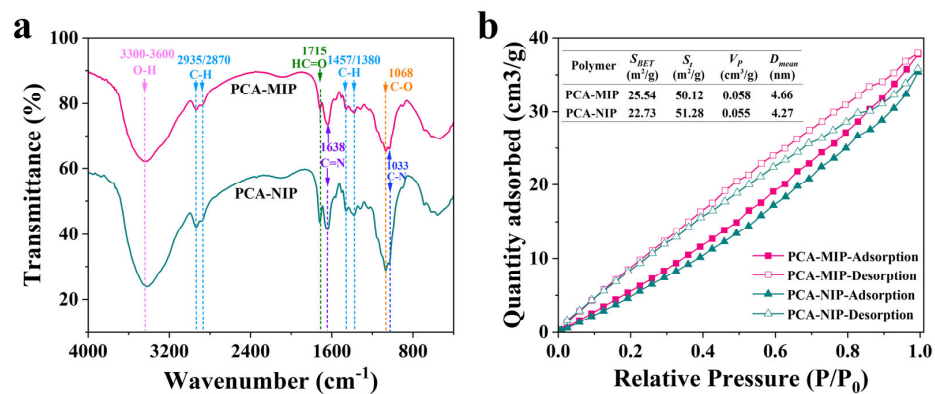 a
100
80
60
40
20
Transmittance (%)
3300-3600
O-H
2935/2870
C-H
1715
HC=O
1457/1380
C-H
1068
C-O
PCA-MIP
1638
C=N
1033
C-N
PCA-NIP
4000
3200
2400
1600
800
Wavenumber (cm⁻¹)
b
40
30
20
10
0
Quantity adsorbed (cm3/g)
Polymer S_BET (m²/g) S_t (m²/g) V_P (cm³/g) D_mean (nm)
PCA-MIP 25.54 50.12 0.058 4.66
PCA-NIP 22.73 51.28 0.055 4.27
PCA-MIP-Adsorption
PCA-MIP-Desorption
PCA-NIP-Adsorption
PCA-NIP-Desorption
0.0
0.2
0.4
0.6
0.8
1.0
Relative Pressure (P/P₀)